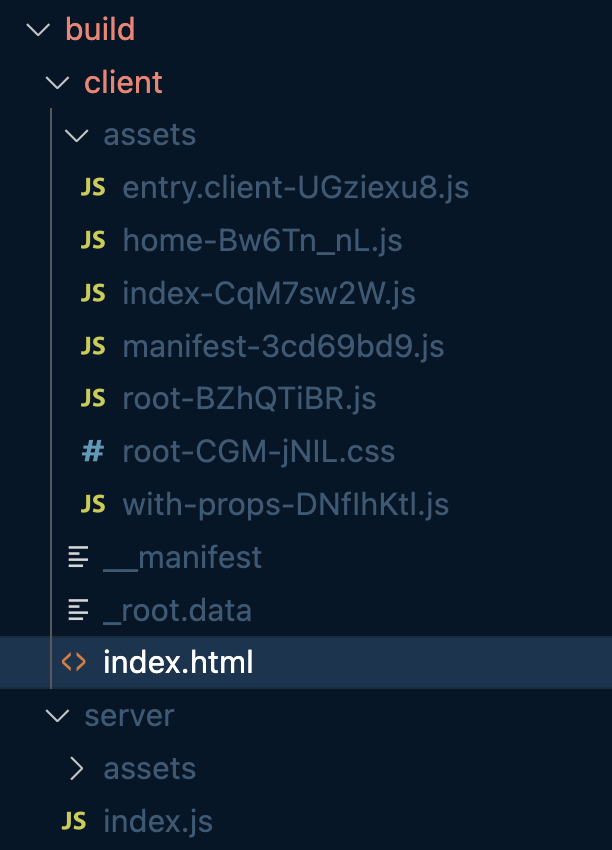 build
client
assets
JS entry.client-UGziexu8.js
JS home-Bw6Tn_nL.js
JS index-CqM7sw2W.js
JS manifest-3cd69bd9.js
JS root-BZhQTiBR.js
# root-CGM-jNIL.css
JS with-props-DNflhKtl.js
__manifest
_root.data
<> index.html
server
assets
JS index.js